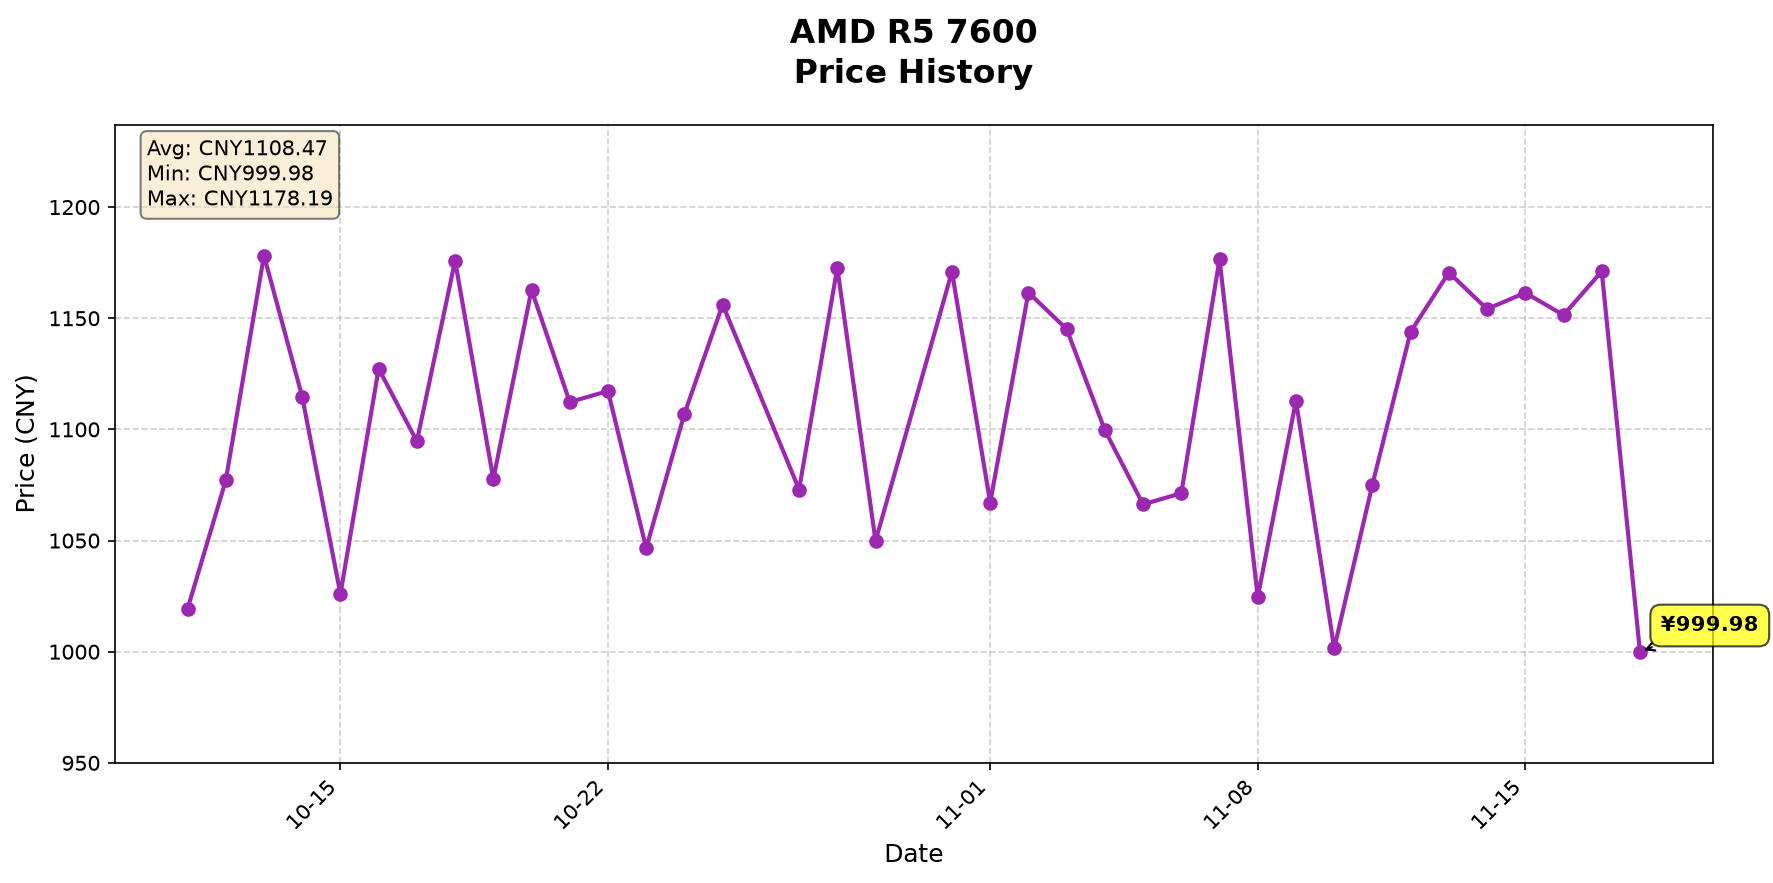 AMD R5 7600
Price History
Avg: CNY1108.47
Min: CNY999.98
Max: CNY1178.19
1200
1150
1100
1050
1000
950
Price (CNY)
¥999.98
10-15
10-22
11-01
11-08
11-15
Date